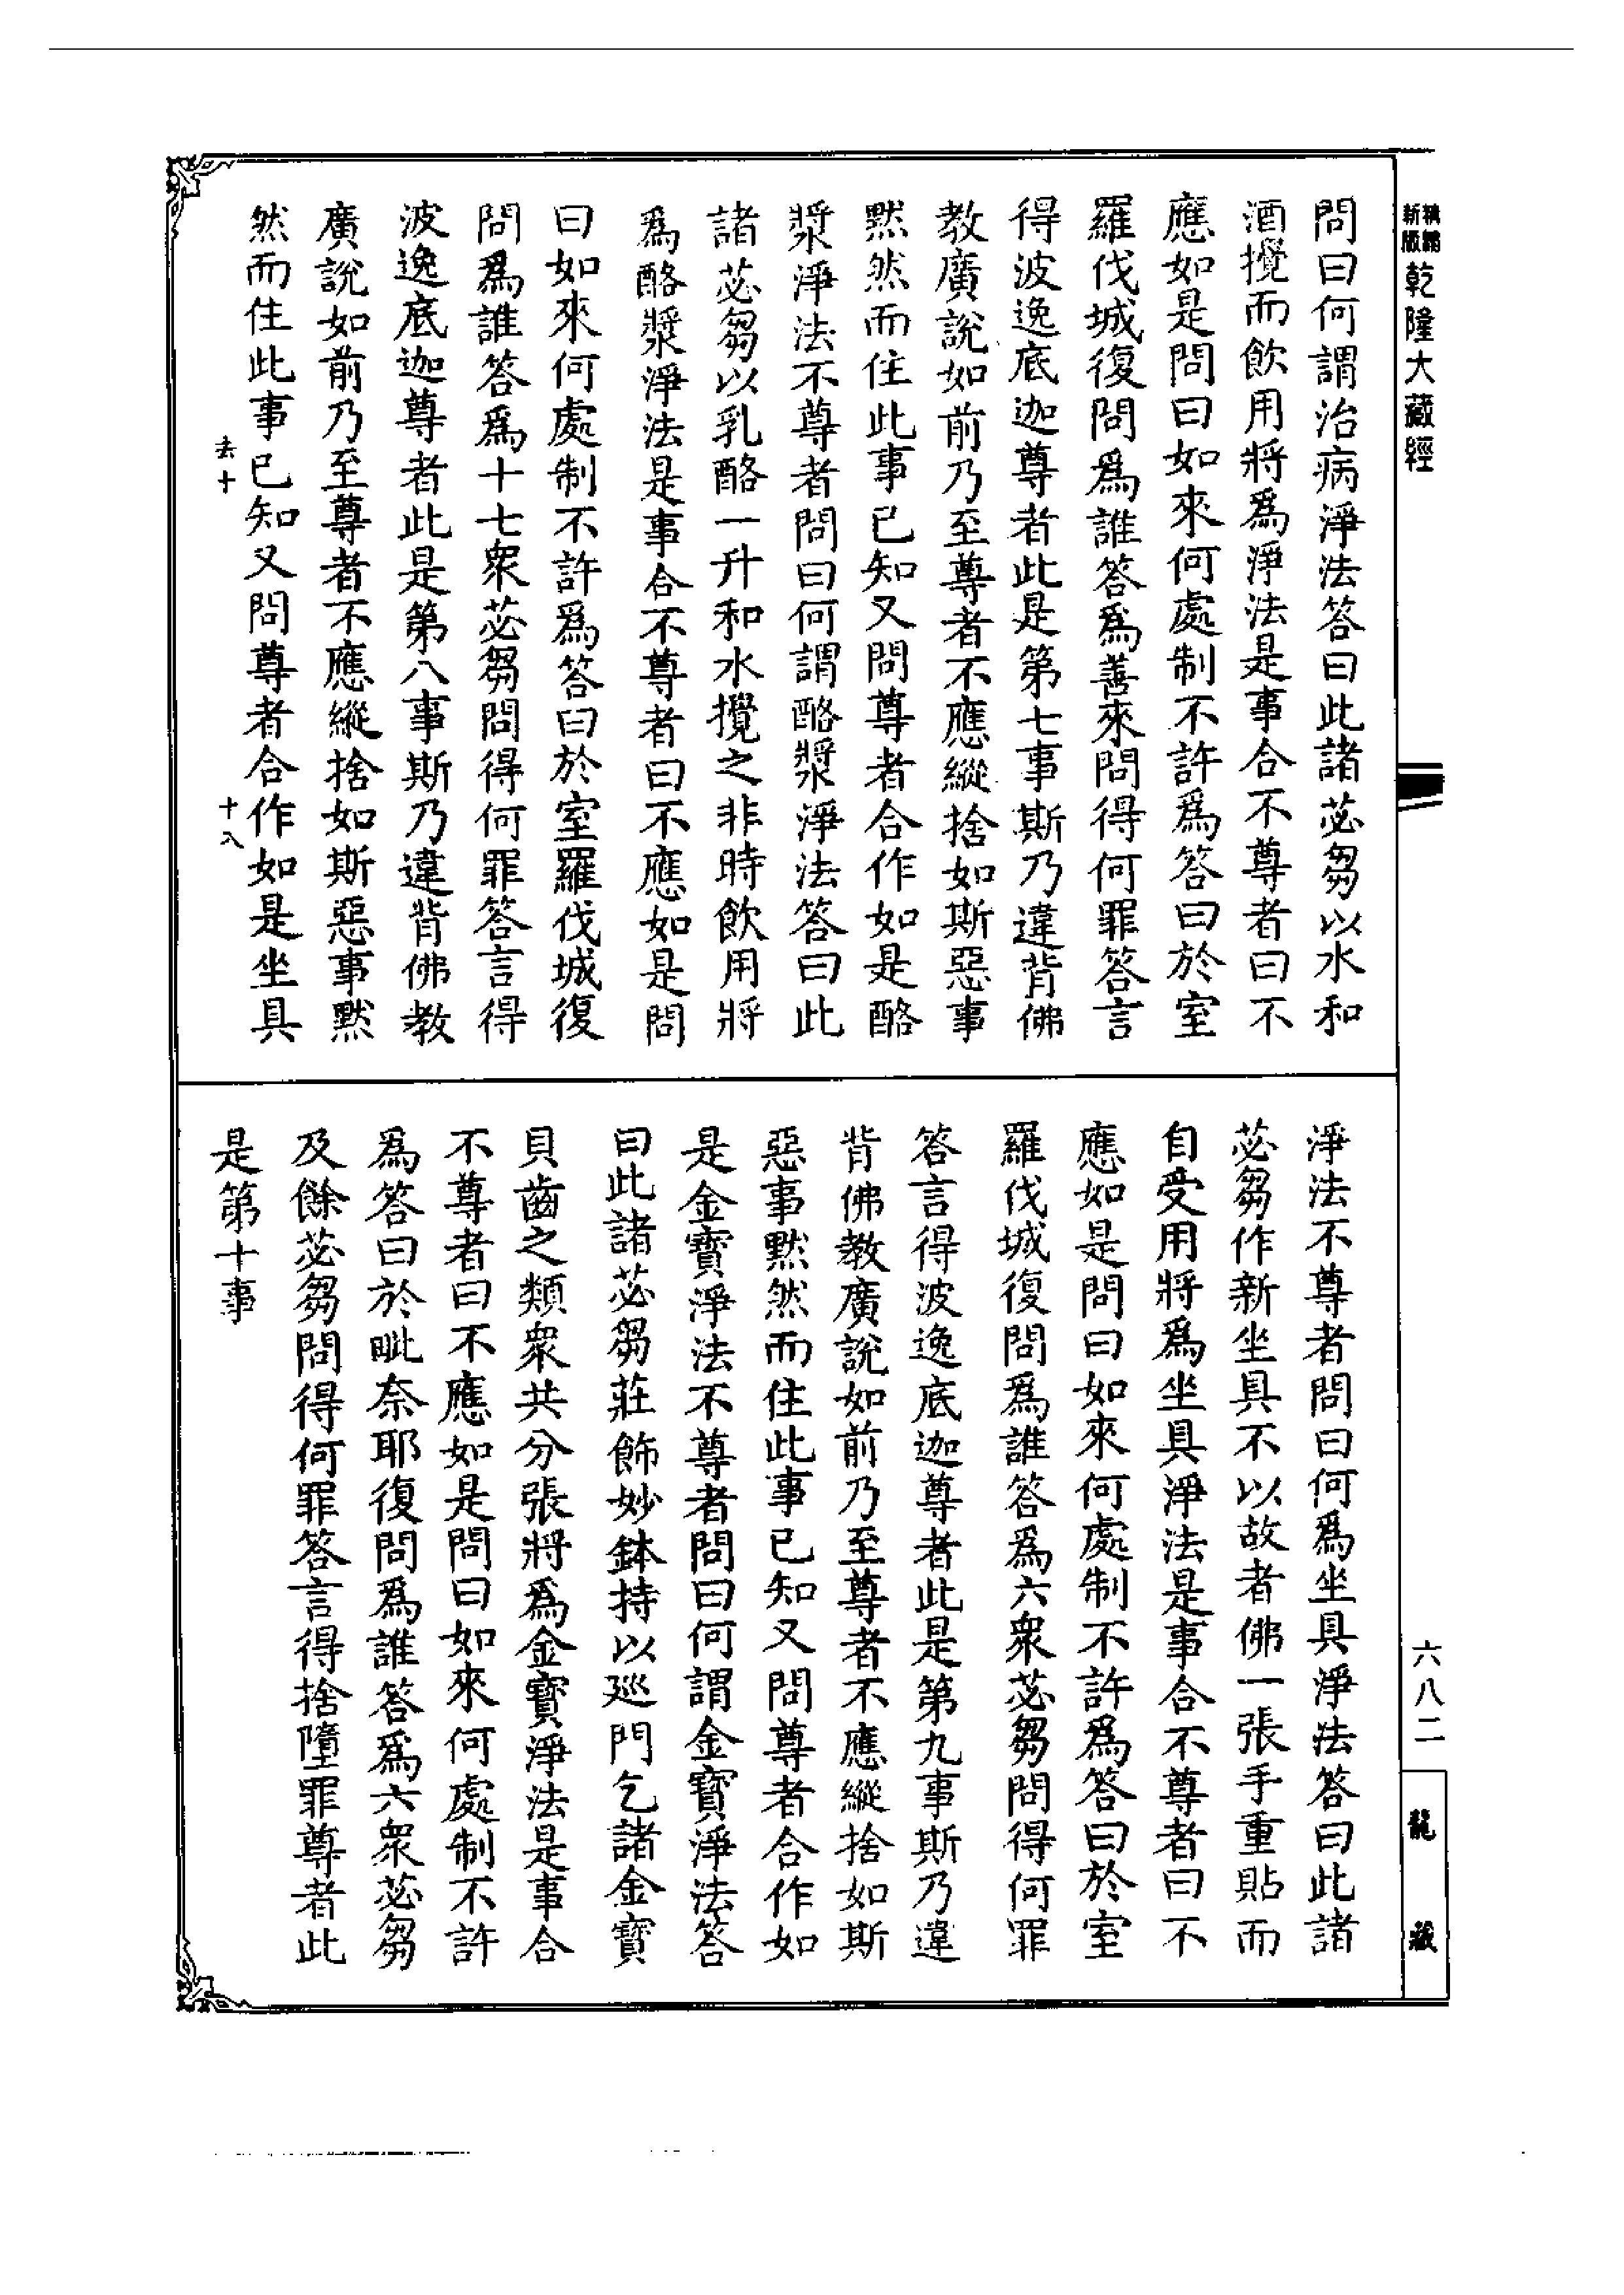 新版
精縮
乾隆大藏經
問曰何謂治病淨法答曰此諸苾芻以水和
酒攪而飲用將爲淨法是事合不尊者曰不
應如是問曰如來何處制不許爲答曰於室
羅伐城復問爲誰答爲善來問得何罪答言
得波逸底迦尊者此是第七事斯乃違背佛
教廣說如前乃至尊者不應縱捨如斯惡事
默然而住此事已知又問尊者合作如是酪
漿淨法不尊者問曰何謂酪漿淨法答曰此
諸苾芻以乳酪一升和水攪之非時飲用將
爲酪漿淨法是事合不尊者曰不應如是問
曰如來何處制不許爲答曰於室羅伐城復
問爲誰答爲十七衆苾芻問得何罪答言得
波逸底迦尊者此是第八事斯乃違背佛教
廣說如前乃至尊者不應縱捨如斯惡事默
然而住此事已知又問尊者合作如是坐具
去十
十八
淨法不尊者問曰何爲坐具淨法答曰此諸
苾芻作新坐具不以故者佛一張手重貼而
自受用將爲坐具淨法是事合不尊者曰不
應如是問曰如來何處制不許爲答曰於室
羅伐城復問爲誰答爲六衆苾芻問得何罪
答言得波逸底迦尊者此是第九事斯乃違
背佛教廣說如前乃至尊者不應縱捨如斯
惡事默然而住此事已知又問尊者合作如
是金寶淨法不尊者問曰何謂金寶淨法答
曰此諸苾芻莊飾妙鉢持以廵門乞諸金寶
貝齒之類衆共分張將爲金寶淨法是事合
不尊者曰不應如是問曰如來何處制不許
爲答曰於毗奈耶復問爲誰答爲六衆苾芻
及餘苾芻問得何罪答言得捨墮罪尊者此
是第十事
六八二
龍藏